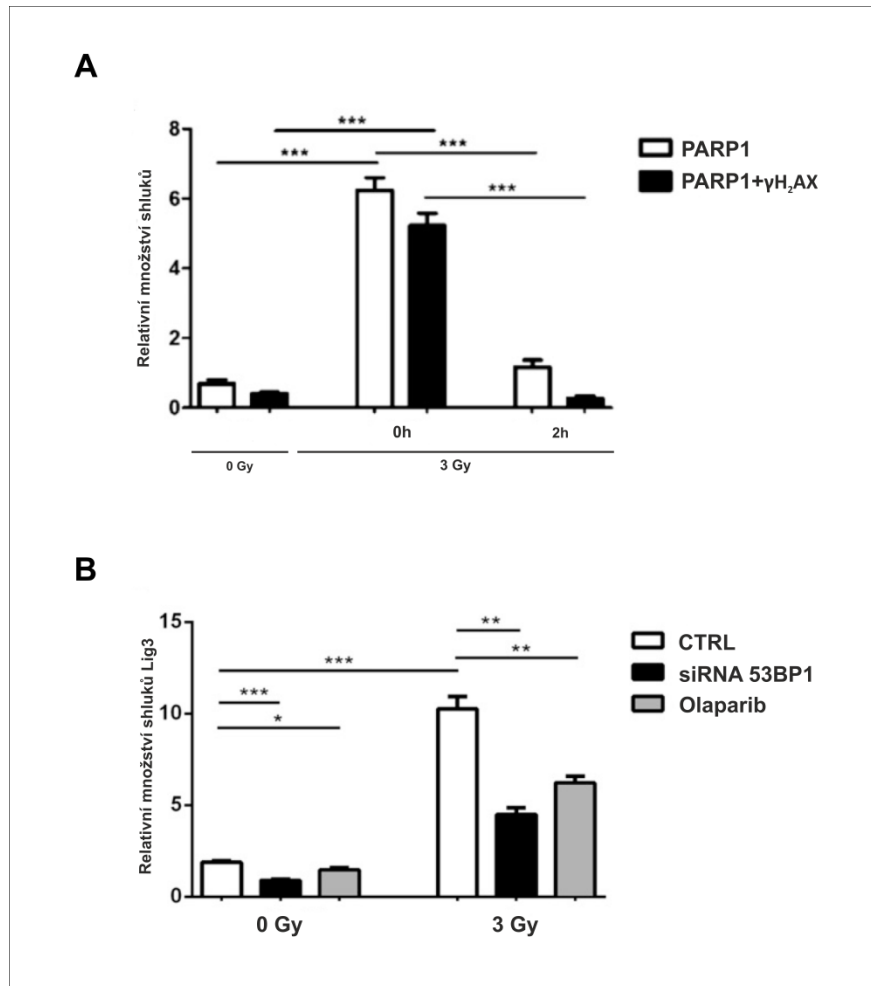 A
Relativní množství shluků
8
6
4
2
0
***
***
***
***
PARP1
PARP1+γH₂AX
0h
2h
0 Gy
3 Gy
B
Relativní množství shluků Lig3
15
10
5
0
**
***
**
***
*
CTRL
siRNA 53BP1
Olaparib
0 Gy
3 Gy